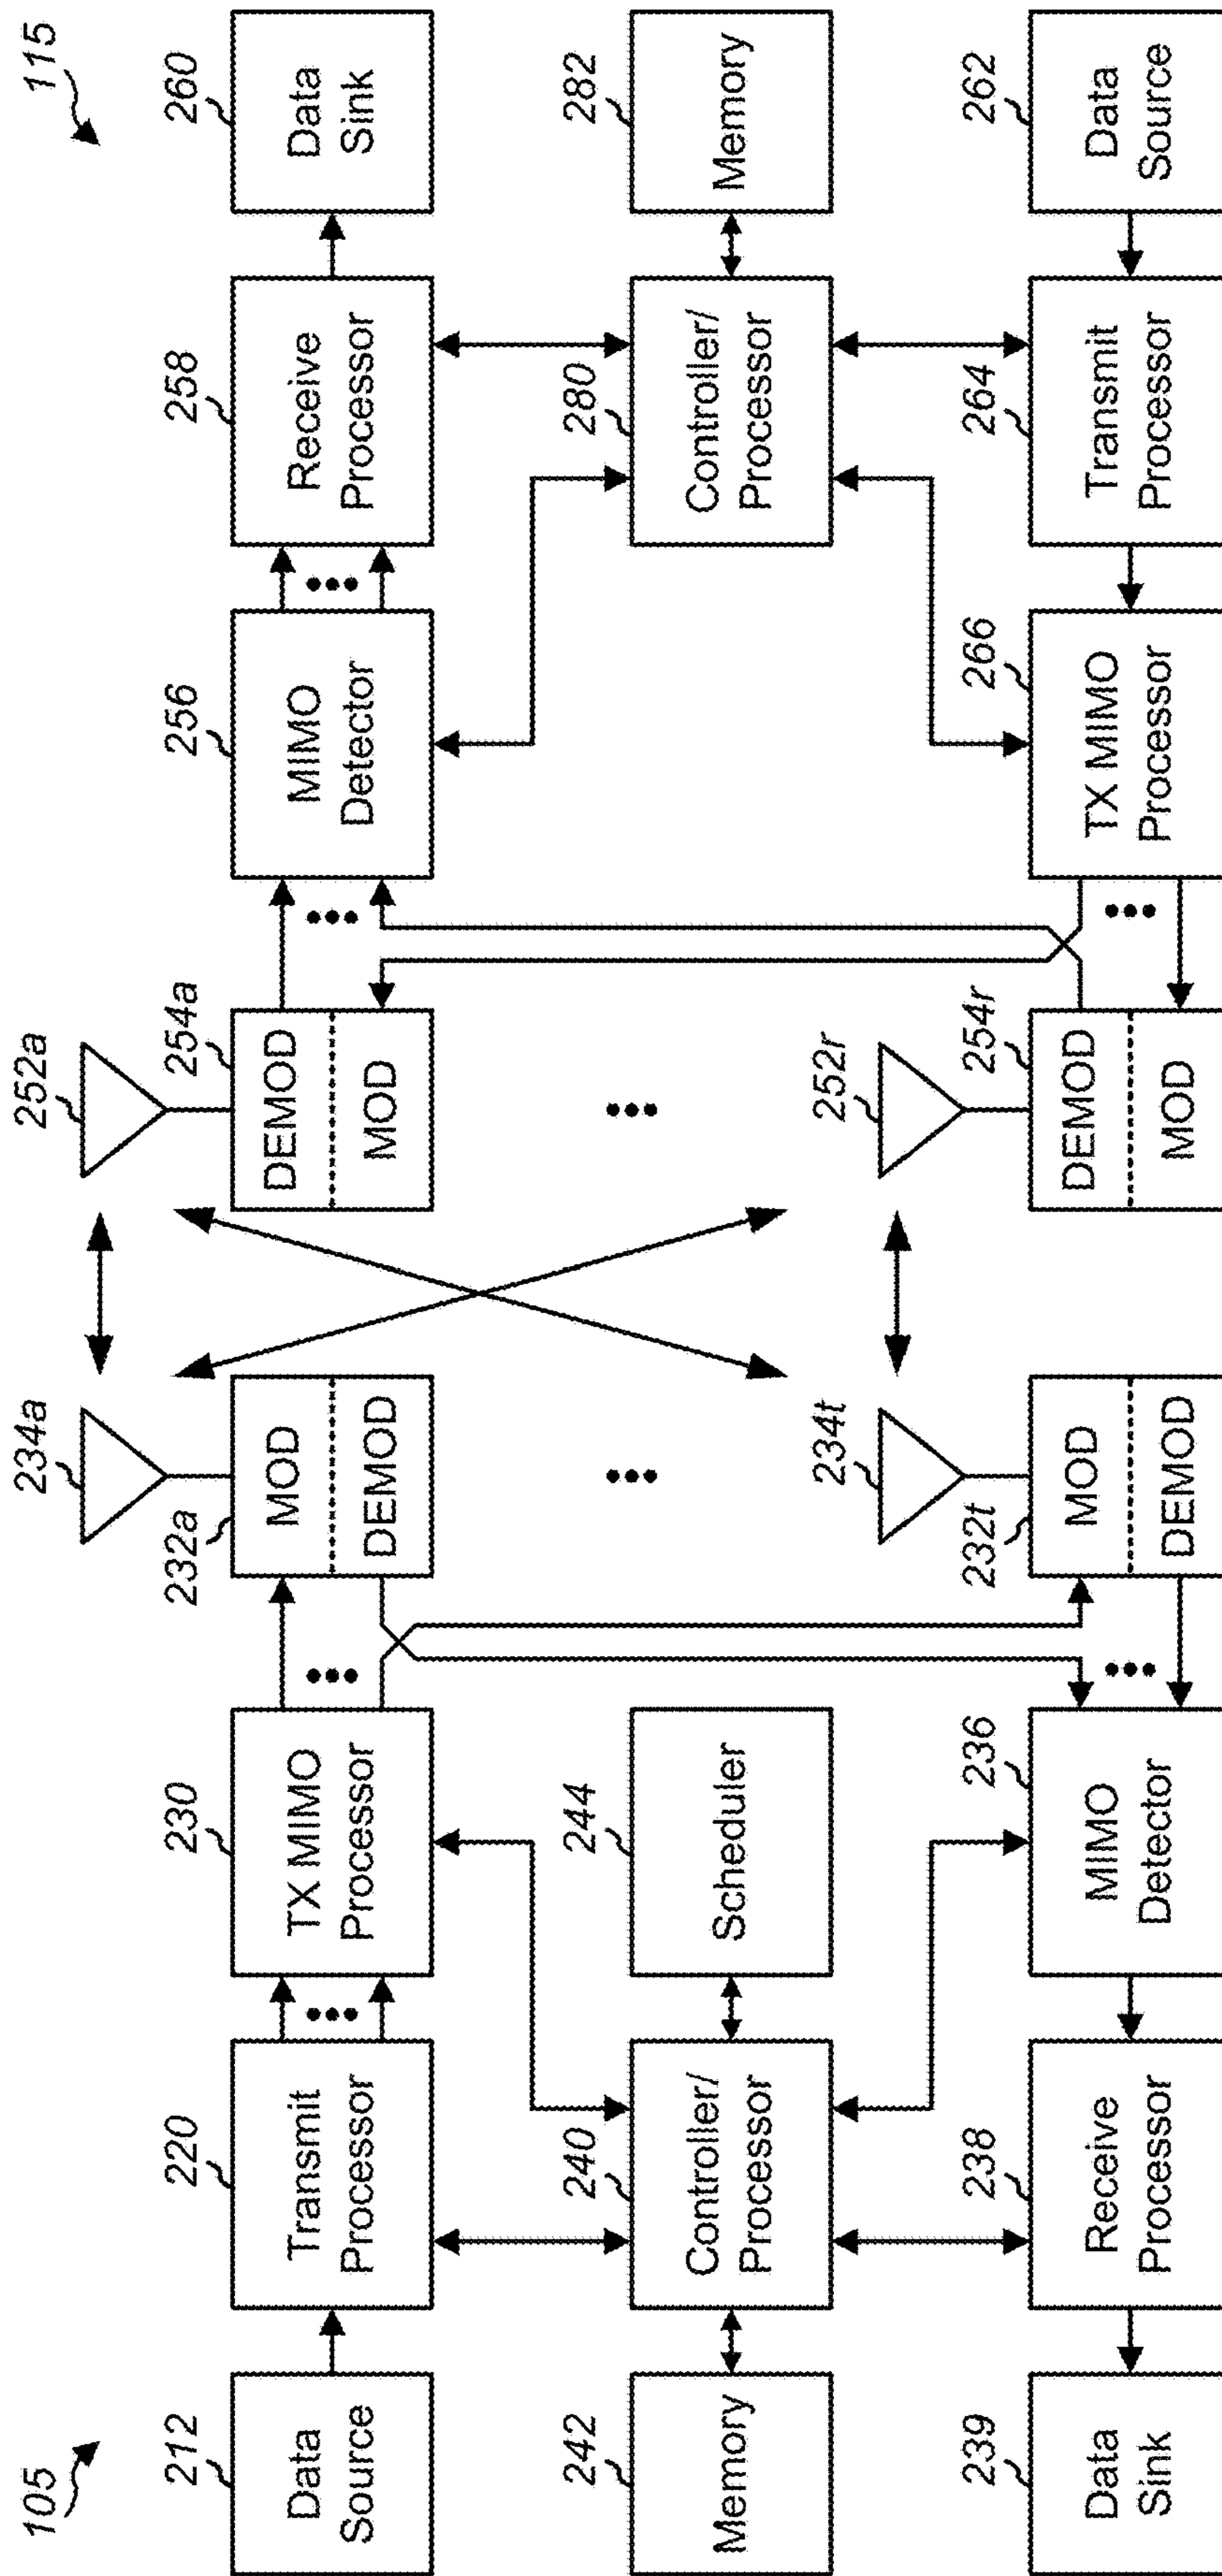 105
115
234a
252a
212
220
230
232a
254a
256
258
260
Data
Source
Transmit
Processor
TX MIMO
Processor
MOD
DEMOD
DEMOD
MOD
MIMO
Detector
Receive
Processor
Data
Sink
242
240
244
280
282
Memory
Controller/
Processor
Scheduler
Controller/
Processor
Memory
234t
252r
239
238
236
232t
254r
266
264
262
Data
Sink
Receive
Processor
MIMO
Detector
MOD
DEMOD
DEMOD
MOD
TX MIMO
Processor
Transmit
Processor
Data
Source